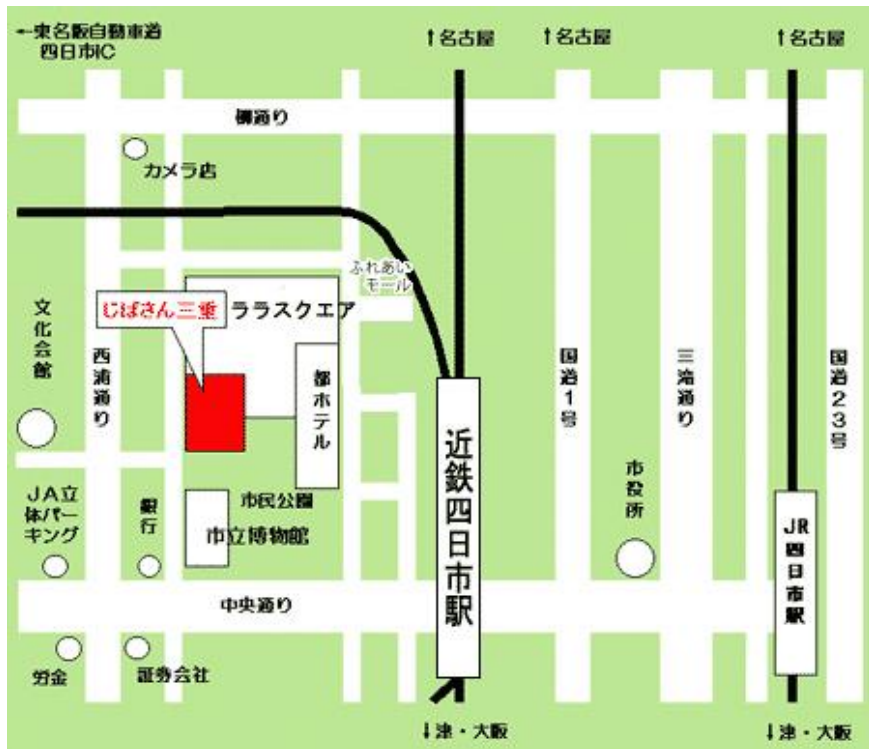 ←東名阪自動車道
四日市IC
↑名古屋
↑名古屋
↑名古屋
柳通り
カメラ店
ふれあい
モール
じばさん三重
ララスクエア
文化会館
西浦通り
都ホテル
国道1号
三滝通り
国道23号
近鉄四日市駅
JA立
体パー
キング
銀行
市民公園
市立博物館
市役所
JR四日市駅
中央通り
労金
証券会社
↓津・大阪
↓津・大阪